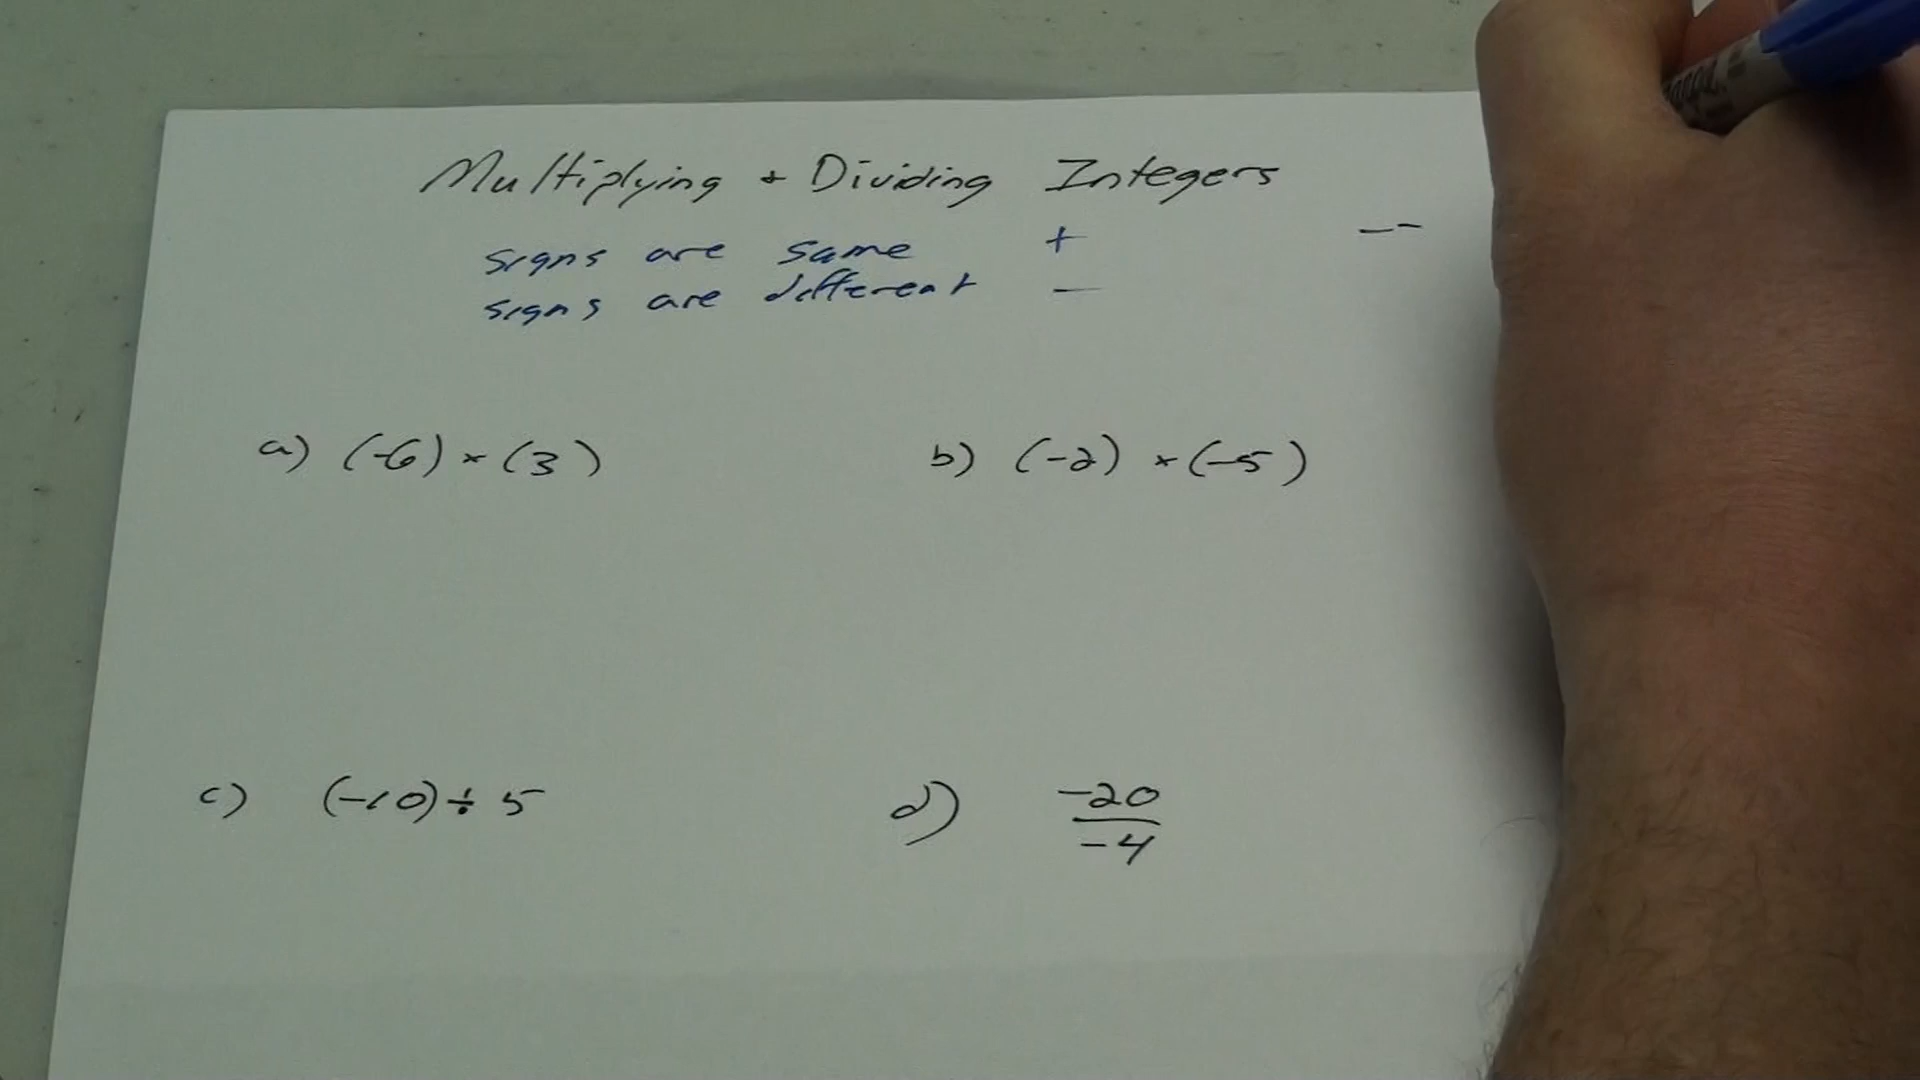 Multiplying + Dividing Integers
signs are same + --
signs are different -
a) (-6) × (3)
b) (-2) × (-5)
c) (-10) ÷ 5
d) -20
-4